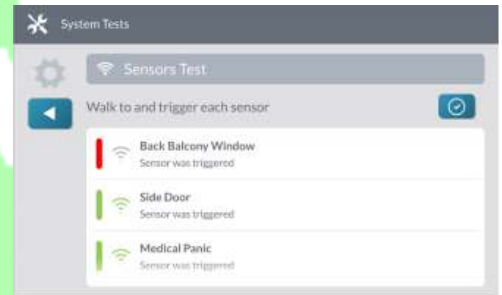 System Tests
Sensors Test
Walk to and trigger each sensor
Back Balcony Window
Sensor was triggered
Side Door
Sensor was triggered
Medical Panic
Sensor was triggered